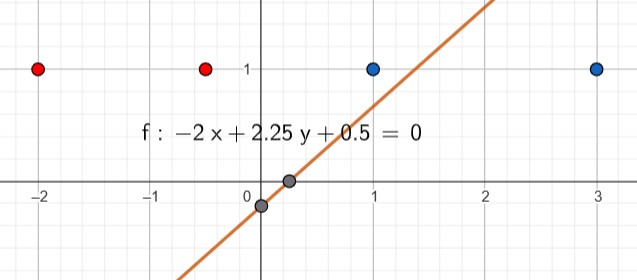 1
f : −2 x + 2.25 y + 0.5 = 0
−2 −1 0 1 2 3